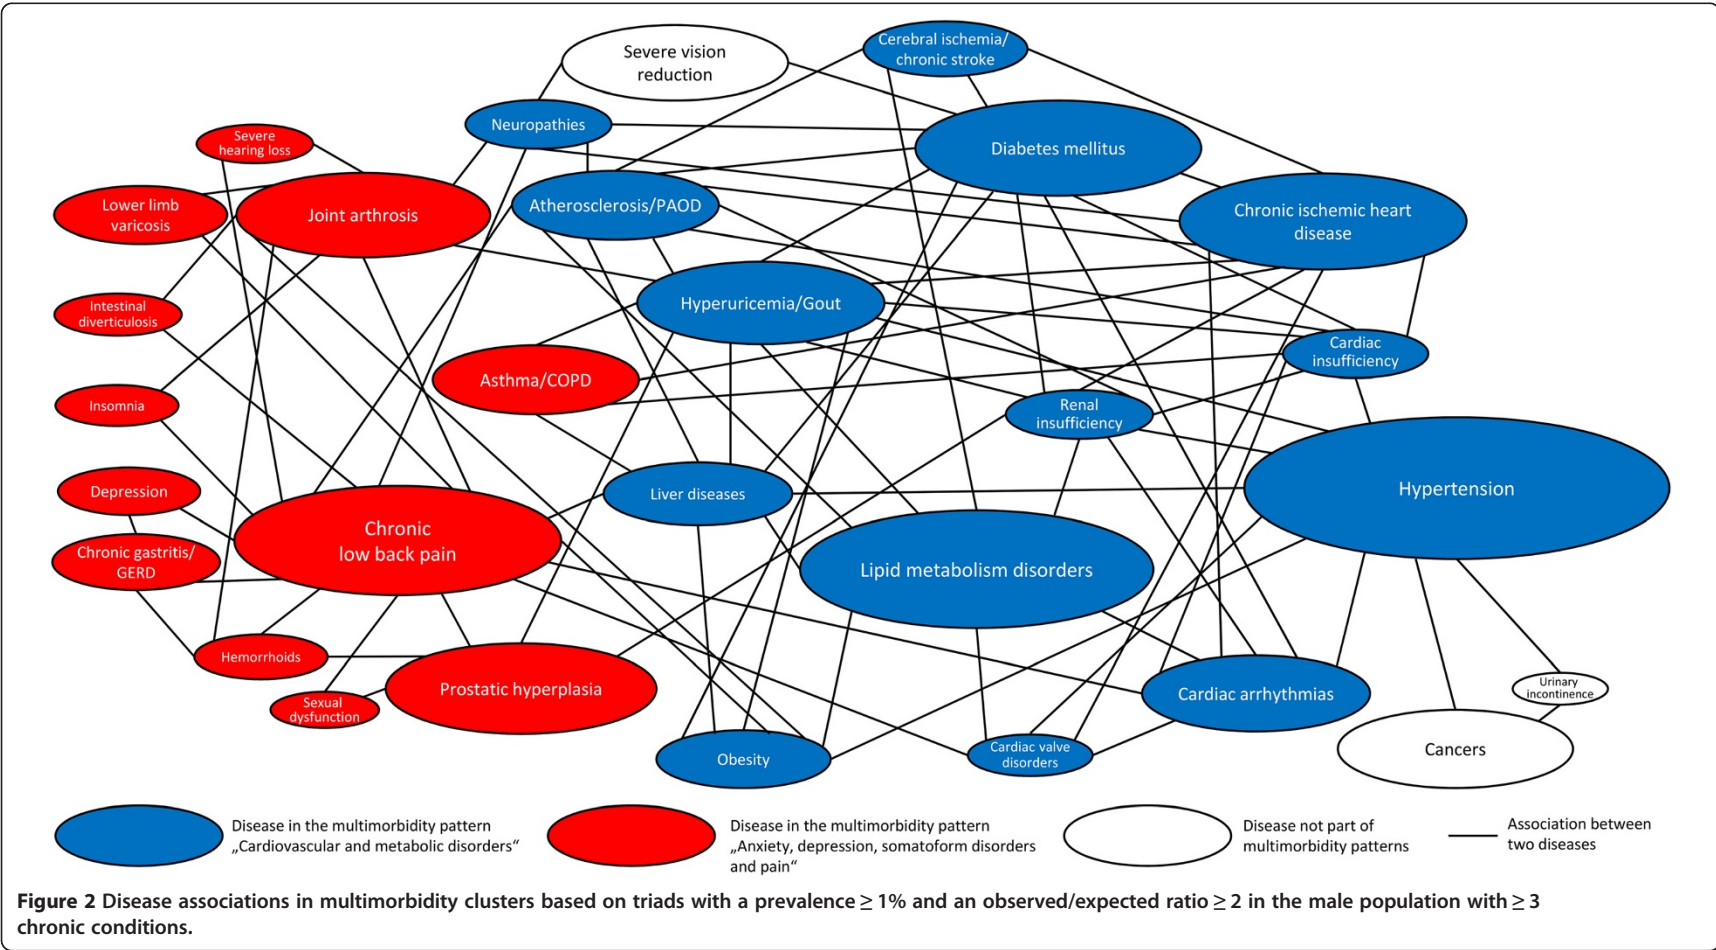 Severe vision
reduction
Cerebral ischemia/
chronic stroke
Neuropathies
Diabetes mellitus
Severe
hearing loss
Lower limb
varicosis
Joint arthrosis
Atherosclerosis/PAOD
Chronic ischemic heart
disease
Intestinal
diverticulosis
Hyperuricemia/Gout
Cardiac
insufficiency
Asthma/COPD
Insomnia
Renal
insufficiency
Depression
Liver diseases
Hypertension
Chronic
low back pain
Chronic gastritis/
GERD
Lipid metabolism disorders
Hemorrhoids
Prostatic hyperplasia
Sexual
dysfunction
Cardiac arrhythmias
Urinary
incontinence
Obesity
Cardiac valve
disorders
Cancers
Disease in the multimorbidity pattern
„Cardiovascular and metabolic disorders“
Disease in the multimorbidity pattern
„Anxiety, depression, somatoform disorders
and pain“
Disease not part of
multimorbidity patterns
Association between
two diseases
Figure 2 Disease associations in multimorbidity clusters based on triads with a prevalence ≥ 1% and an observed/expected ratio ≥ 2 in the male population with ≥ 3
chronic conditions.